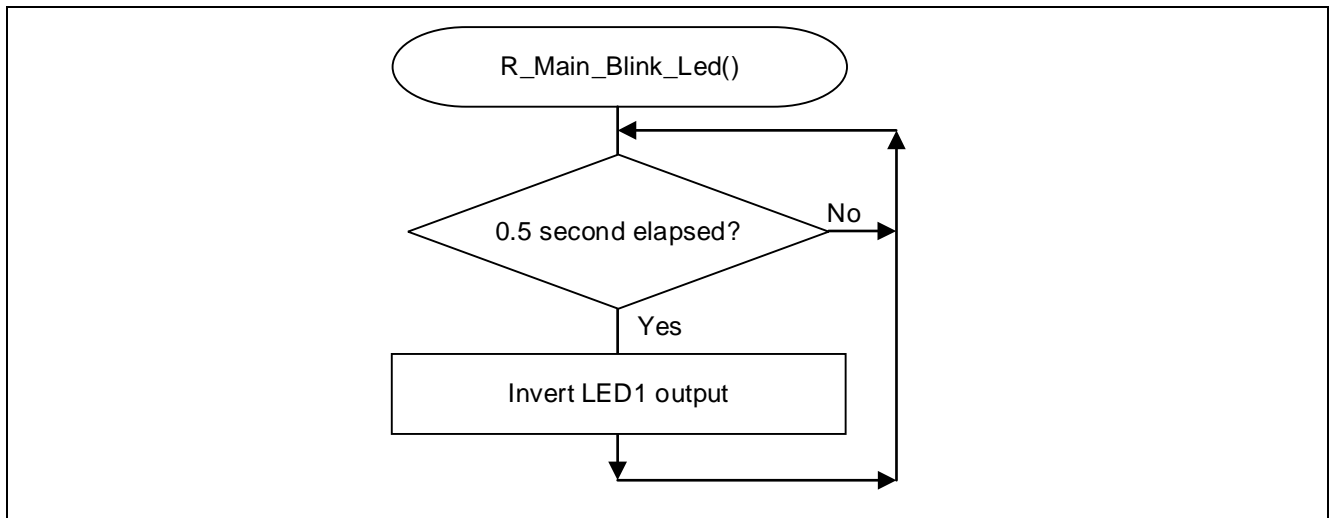 R_Main_Blink_Led()
0.5 second elapsed?
No
Yes
Invert LED1 output